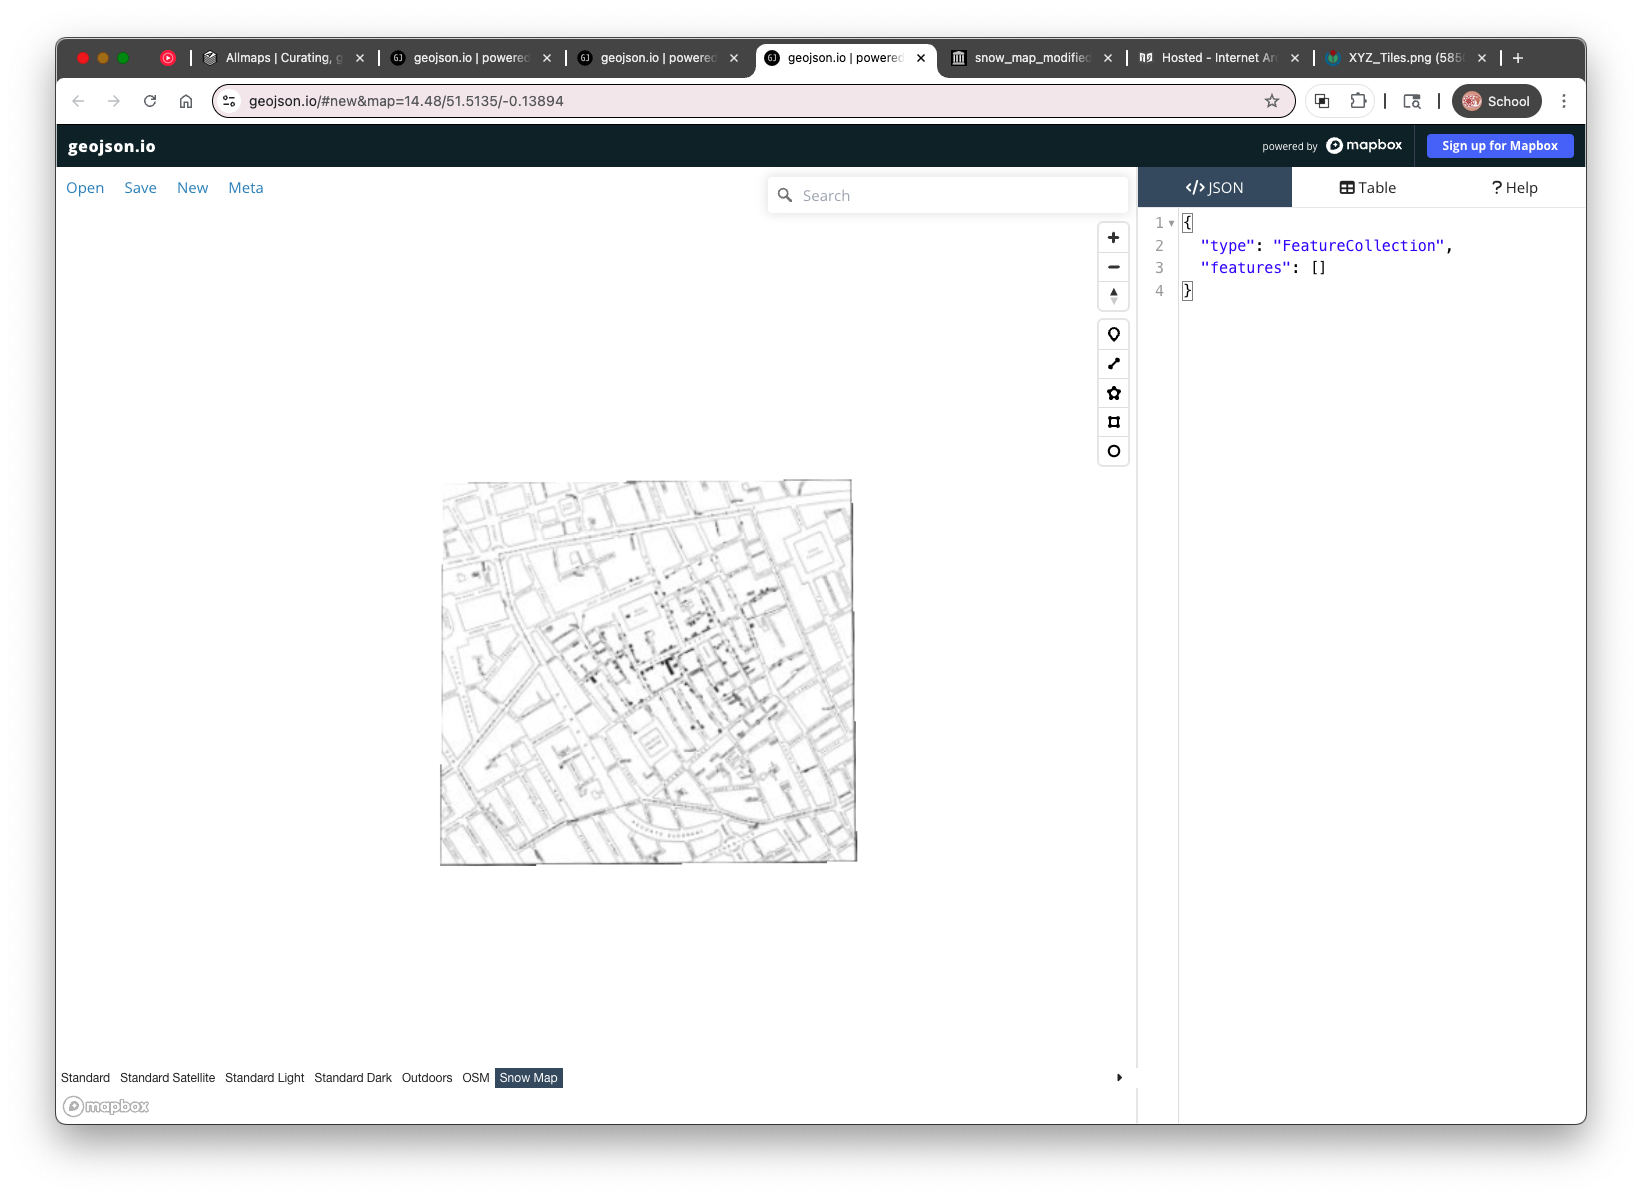 Allmaps | Curating, g
geojson.io | powered
geojson.io | powered
geojson.io | powered
snow_map_modified
Hosted - Internet Ar
XYZ_Tiles.png (585
geojson.io/#new&map=14.48/51.5135/-0.13894
School
geojson.io
powered by mapbox
Sign up for Mapbox
Open Save New Meta
Search
</>JSON
Table
? Help
1 {
2 "type": "FeatureCollection",
3 "features": []
4 }
Standard Standard Satellite Standard Light Standard Dark Outdoors OSM Snow Map
mapbox